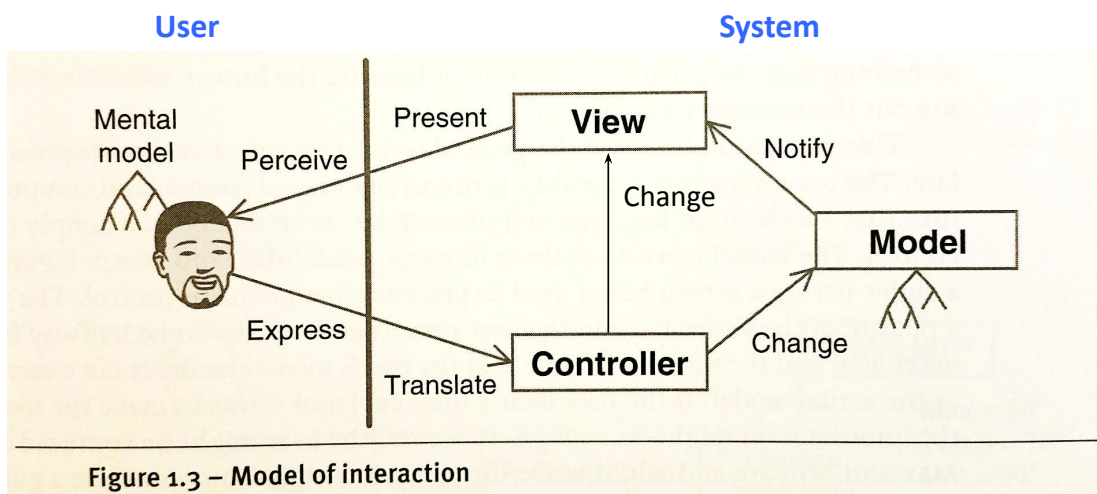 User
System
Mental
model
Perceive
Present
View
Notify
Change
Model
Express
Translate
Controller
Change
Figure 1.3 – Model of interaction